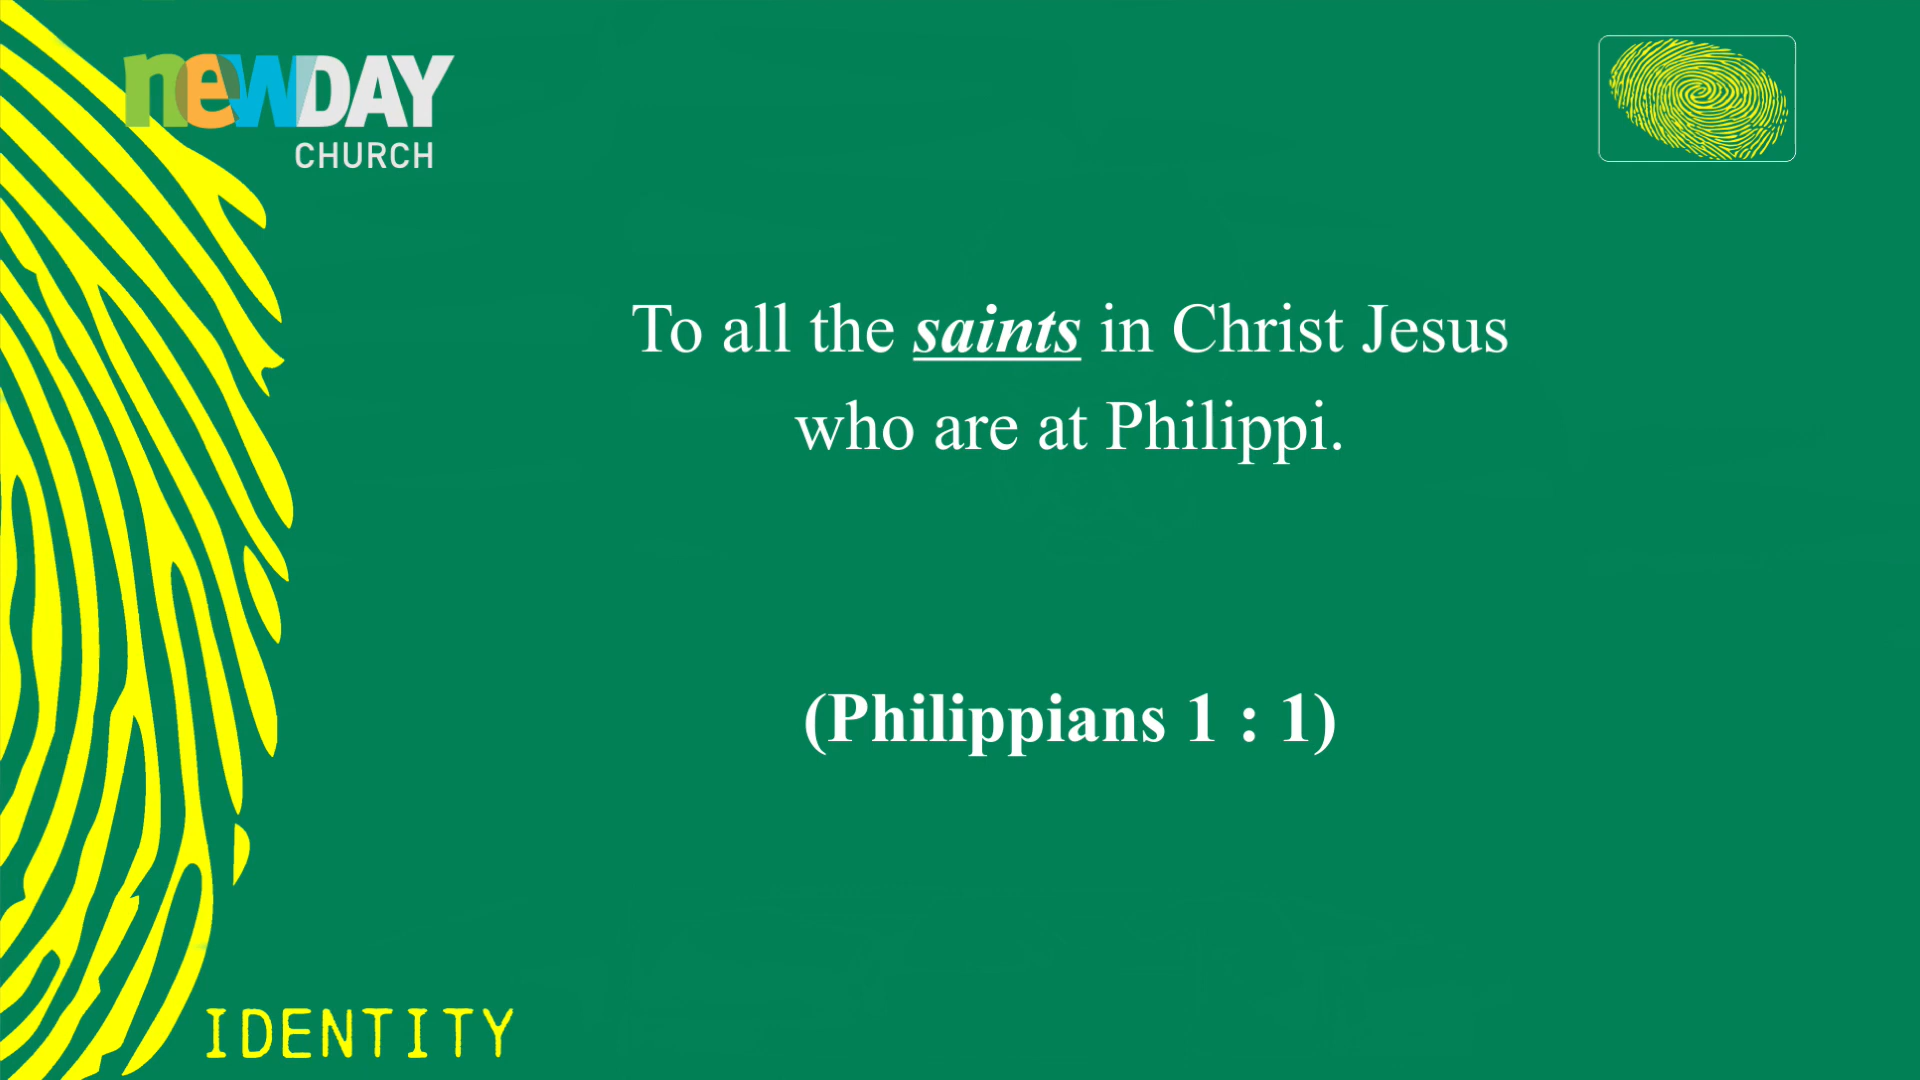 newDAY
CHURCH
To all the saints in Christ Jesus
who are at Philippi.
(Philippians 1 : 1)
IDENTITY